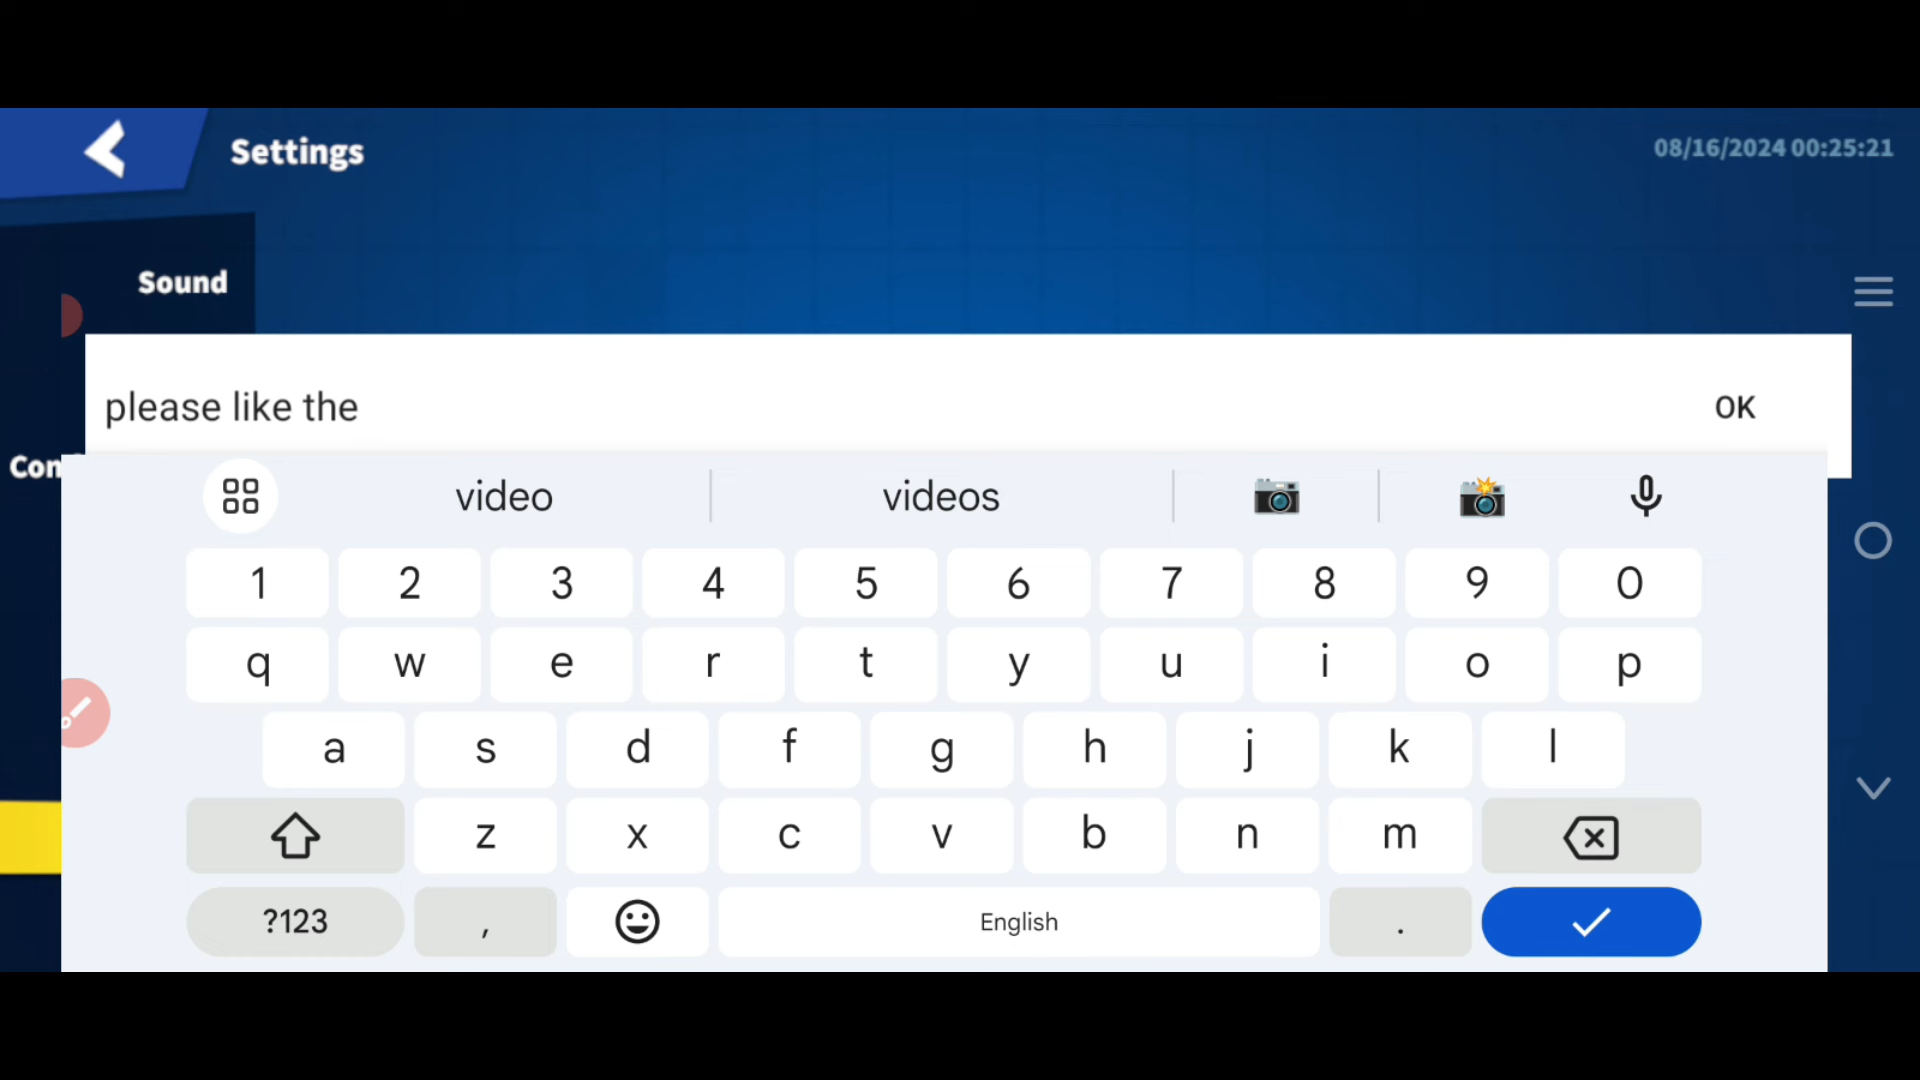 Settings
08/16/2024 00:25:21
Sound
please like the
OK
Con
video videos
1 2 3 4 5 6 7 8 9 0
q w e r t y u i o p
a s d f g h j k l
z x c v b n m
?123 , English .